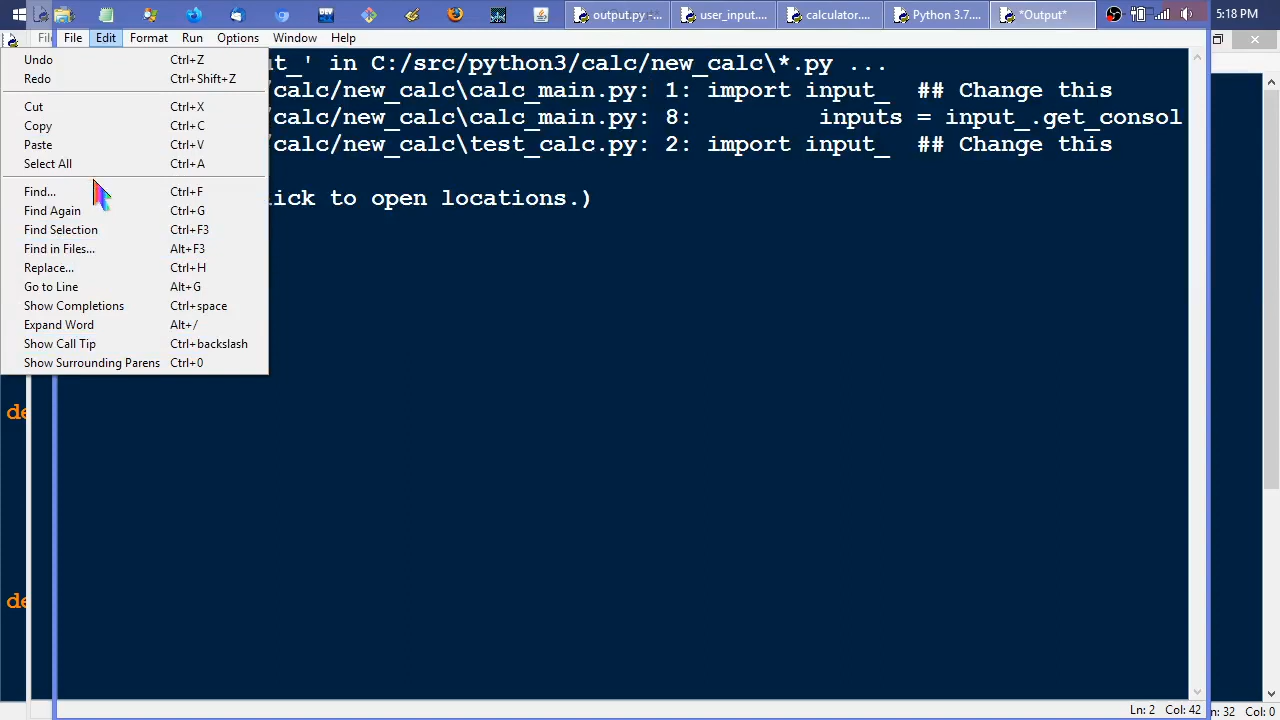 output.py -...
user_input....
calculator....
Python 3.7....
*Output*
5:18 PM
File Edit Format Run Options Window Help
Undo Ctrl+Z
Redo Ctrl+Shift+Z
Cut Ctrl+X
Copy Ctrl+C
Paste Ctrl+V
Select All Ctrl+A
Find... Ctrl+F
Find Again Ctrl+G
Find Selection Ctrl+F3
Find in Files... Alt+F3
Replace... Ctrl+H
Go to Line Alt+G
Show Completions Ctrl+space
Expand Word Alt+/
Show Call Tip Ctrl+backslash
Show Surrounding Parens Ctrl+0
ut_' in C:/src/python3/calc/new_calc\*.py ...
/calc/new_calc\calc_main.py: 1: import input_ ## Change this
/calc/new_calc\calc_main.py: 8: inputs = input_.get_consol
/calc/new_calc\test_calc.py: 2: import input_ ## Change this
ick to open locations.)
de
de
Ln: 2 Col: 42
n: 32 Col: 0